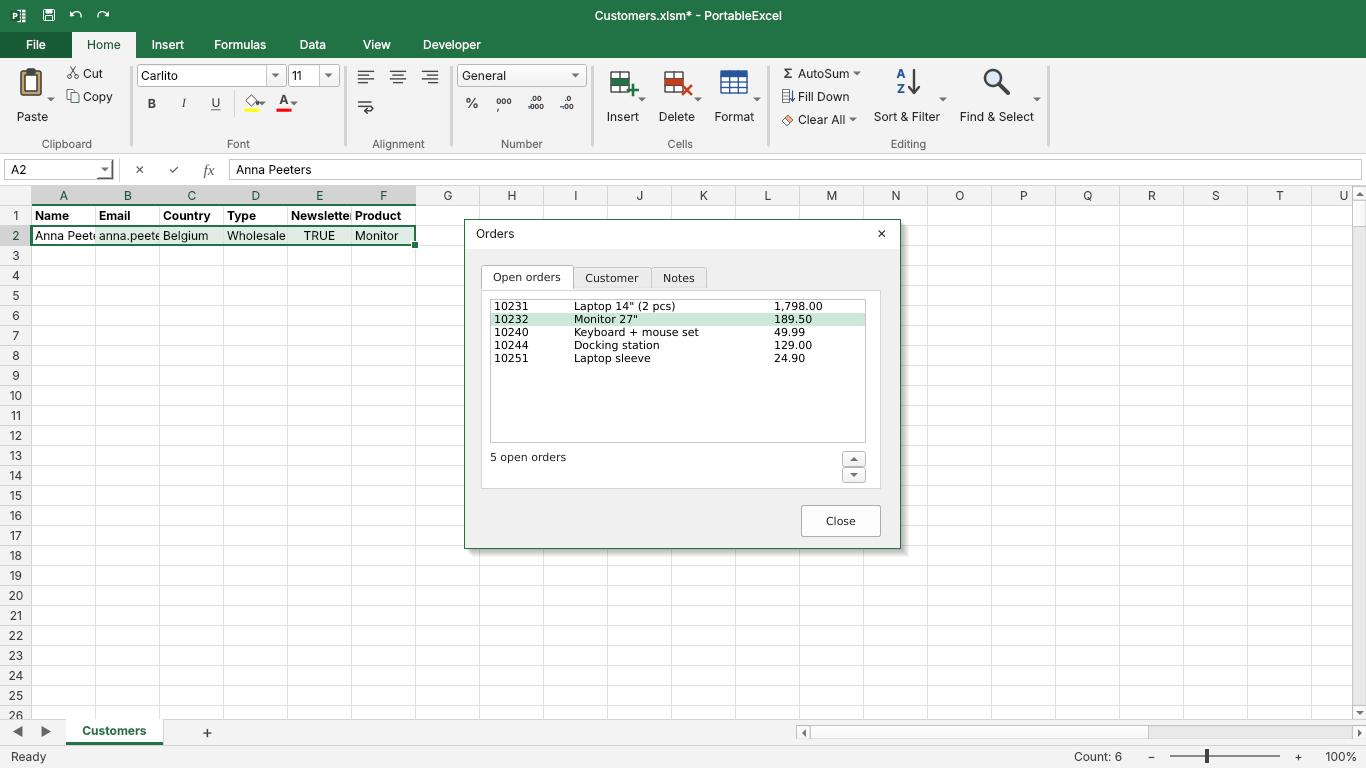 Customers.xlsm* - PortableExcel
File Home Insert Formulas Data View Developer
Paste
Cut
Copy
Clipboard
Carlito 11
B I U A
Font
Alignment
General
% 000 , .00 .000 .0 .00
Number
Insert Delete Format
Cells
Σ AutoSum
Fill Down
Clear All
Sort & Filter
Find & Select
Editing
A2 fx Anna Peeters
A B C D E F G H I J K L M N O P Q R S T U
1 Name Email Country Type Newslette Product
2 Anna Peete anna.peete Belgium Wholesale TRUE Monitor
3
4
5
6
7
8
9
10
11
12
13
14
15
16
17
18
19
20
21
22
23
24
25
26
Orders
Open orders Customer Notes
10231 Laptop 14" (2 pcs) 1,798.00
10232 Monitor 27" 189.50
10240 Keyboard + mouse set 49.99
10244 Docking station 129.00
10251 Laptop sleeve 24.90
5 open orders
Close
Customers +
Ready Count: 6 − + 100%